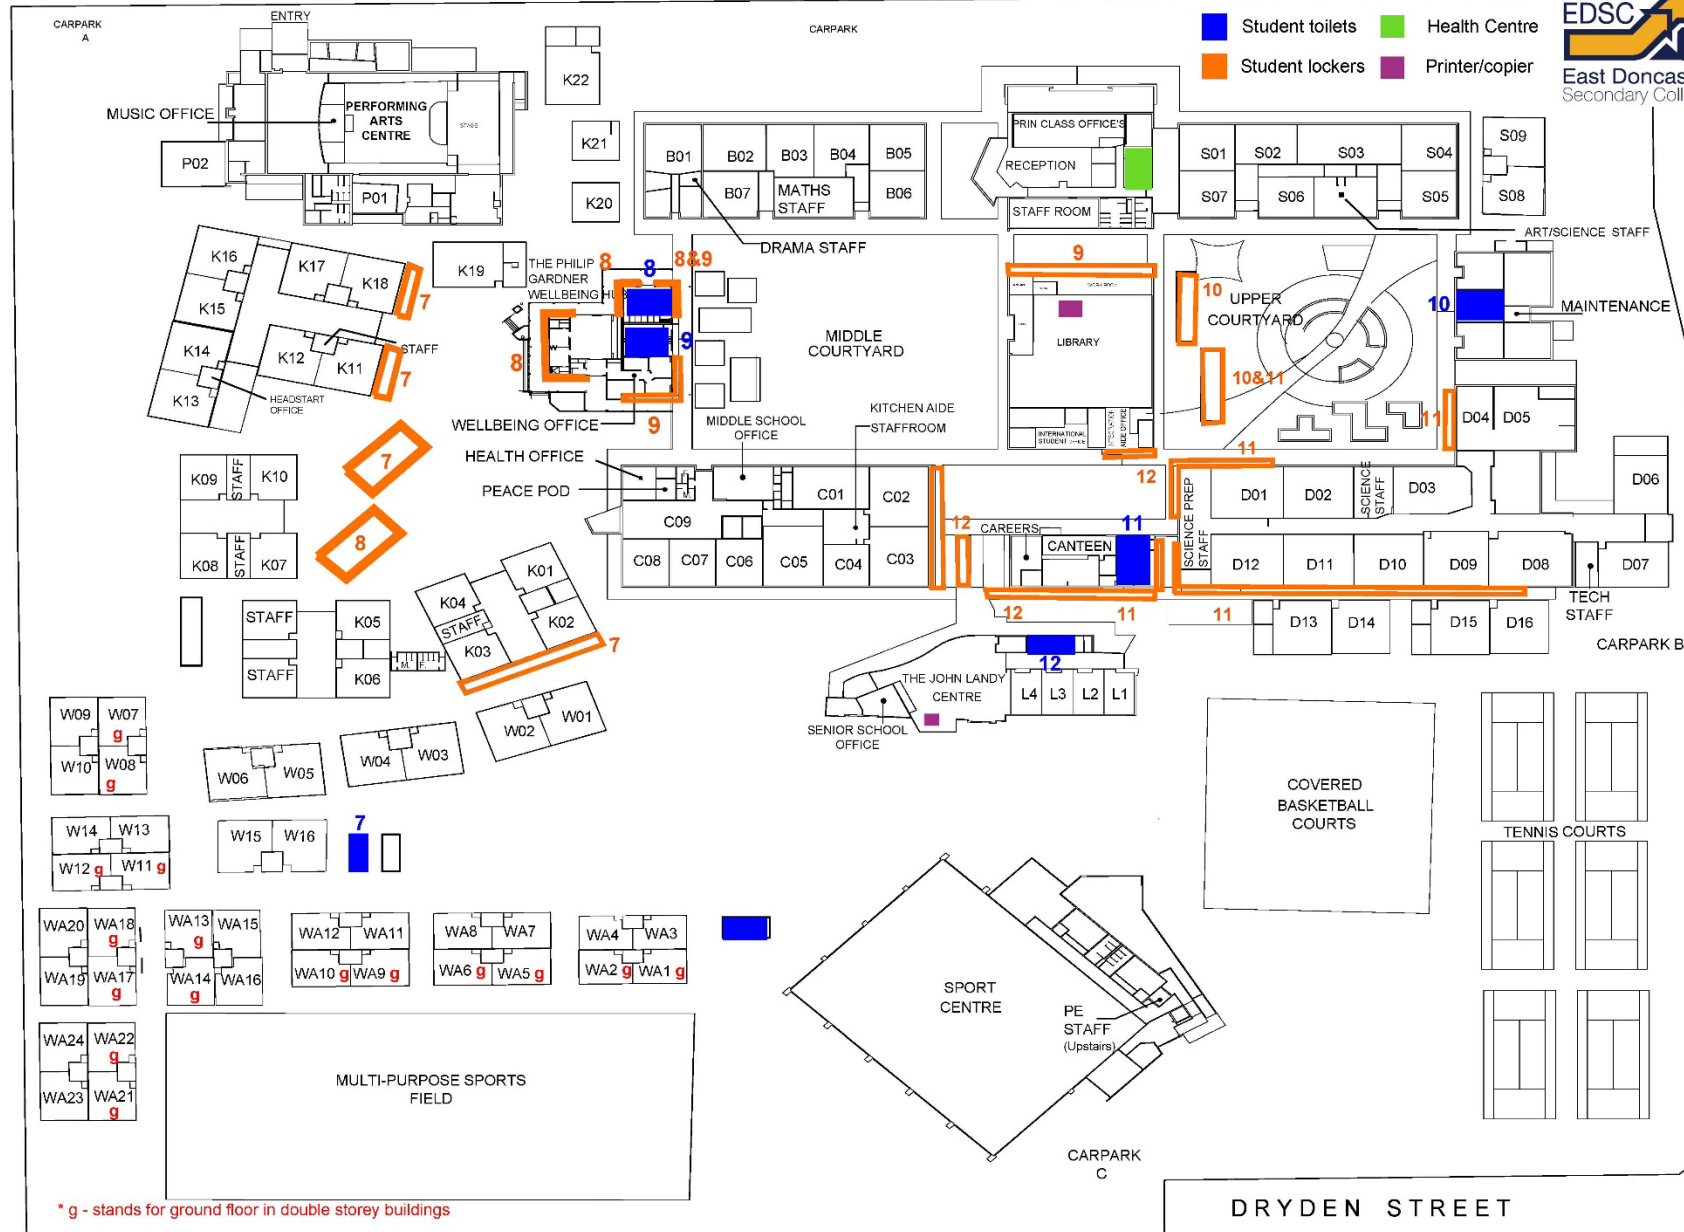 CARPARK
A
ENTRY
CARPARK
Student toilets
Health Centre
Student lockers
Printer/copier
EDSC
East Doncas
Secondary Coll
MUSIC OFFICE
PERFORMING
ARTS
CENTRE
STAGE
P02
P01
K22
K21
K20
B01
B02
B03
B04
B05
B07
MATHS
STAFF
B06
DRAMA STAFF
PRIN CLASS OFFICE'S
RECEPTION
STAFF ROOM
S01
S02
S03
S04
S07
S06
S05
S09
S08
ART/SCIENCE STAFF
K16
K17
K18
K15
K14
K12
K11
K13
STAFF
HEADSTART
OFFICE
7
7
K19
THE PHILIP
GARDNER
WELLBEING HUB
8
8
8&9
9
8
9
WELLBEING OFFICE
MIDDLE
COURTYARD
9
WORKROOM
LIBRARY
INTERNATIONAL
STUDENT OFFICE
INTEGRATION
AIDE OFFICE
12
10
UPPER
COURTYARD
10&11
10
MAINTENANCE
11
D04
D05
11
HEALTH OFFICE
PEACE POD
MIDDLE SCHOOL
OFFICE
KITCHEN AIDE
STAFFROOM
M.
C01
C02
C09
C08
C07
C06
C05
C04
C03
12
CAREERS
11
CANTEEN
12
11
SCIENCE PREP
STAFF
D01
D02
SCIENCE
STAFF
D03
D12
D11
D10
D09
D08
D06
D07
TECH
STAFF
11
D13
D14
D15
D16
CARPARK B
7
8
K09
STAFF
K10
K08
STAFF
K07
STAFF
STAFF
K05
K06
M.
F.
K01
K04
STAFF
K02
K03
7
12
THE JOHN LANDY
CENTRE
L4
L3
L2
L1
SENIOR SCHOOL
OFFICE
W09
W07
g
W10
W08
g
W06
W05
W04
W03
W02
W01
W14
W13
W12 g
W11 g
W15
W16
7
COVERED
BASKETBALL
COURTS
TENNIS COURTS
WA20
WA18
g
WA19
WA17
g
WA13
g
WA15
WA14
g
WA16
WA12
WA11
WA10 g
WA9 g
WA8
WA7
WA6 g
WA5 g
WA4
WA3
WA2 g
WA1 g
WA24
WA22
g
WA23
WA21
g
SPORT
CENTRE
PE
STAFF
(Upstairs)
MULTI-PURPOSE SPORTS
FIELD
CARPARK
C
* g - stands for ground floor in double storey buildings
DRYDEN STREET